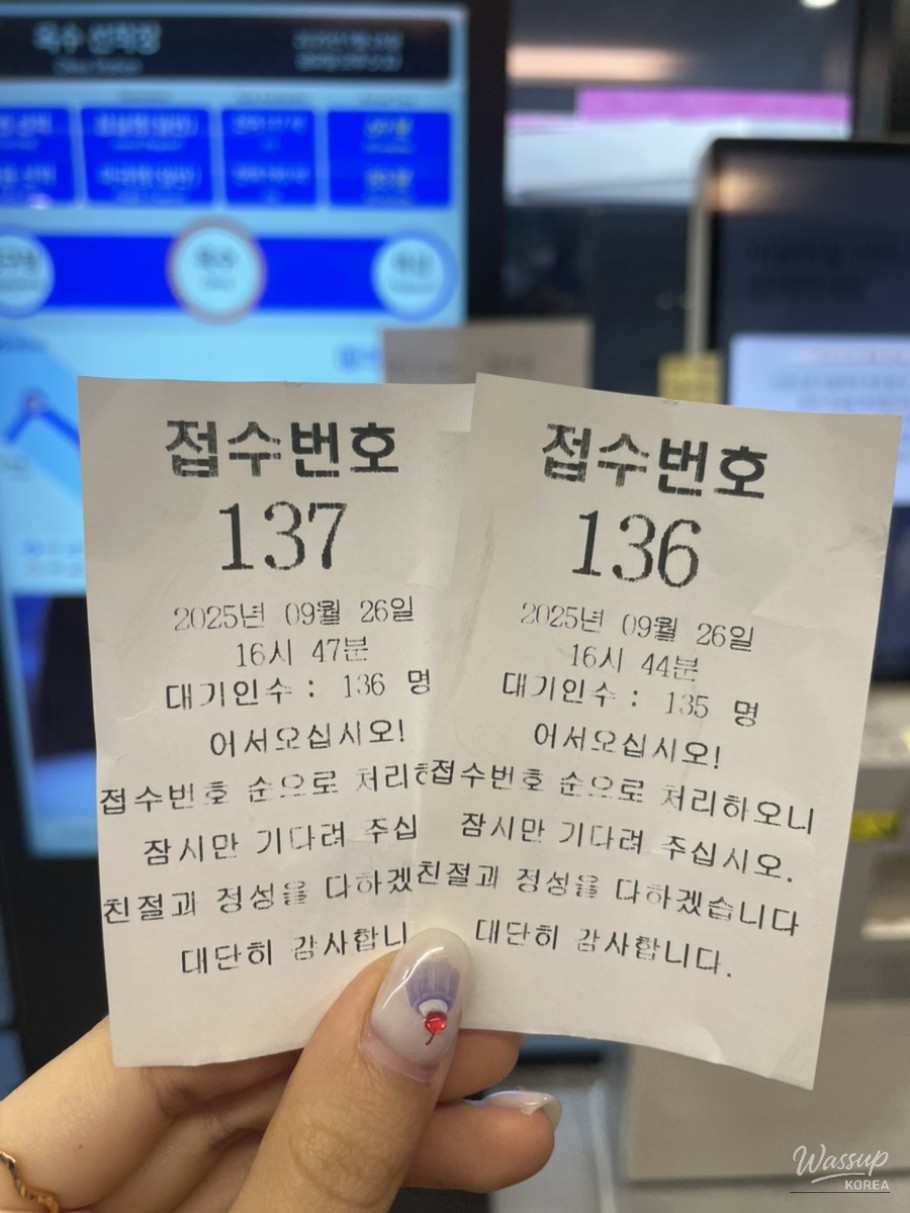 옥수 선착장
접수번호
137
2025년 09월 26일
16시 47분
대기인수 : 136 명
어서오십시오!
접수번호 순으로 처리하
잠시만 기다려 주십
친절과 정성을 다하겠
대단히 감사합니
접수번호
136
2025년 09월 26일
16시 44분
대기인수 : 135 명
어서오십시오!
접수번호 순으로 처리하오니
잠시만 기다려 주십시오.
친절과 정성을 다하겠습니다
대단히 감사합니다.
Wassup
KOREA